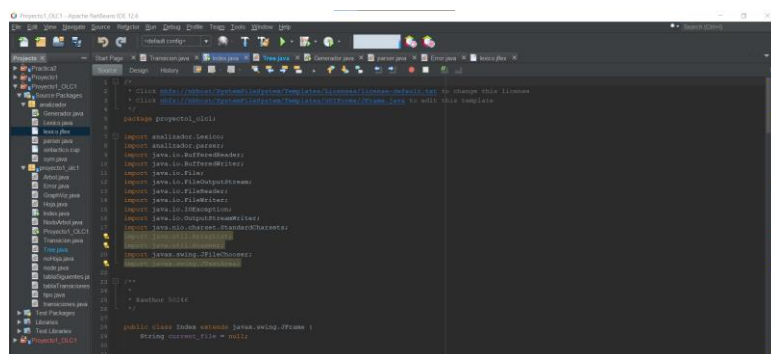 Proyecto1_OLC1 - Apache NetBeans IDE 12.6
File Edit View Navigate Source Refactor Run Debug Profile Team Tools Window Help
Search (Ctrl+I)
<default config>
Projects
Start Page Transicion.java Index.java Tree.java Generador.java parser.java Error.java lexico.jflex
Source Design History
Practica2
Proyecto1
Proyecto1_OLC1
Source Packages
analizador
Generador.java
Lexico.java
lexico.jflex
parser.java
sintactico.cup
sym.java
proyecto1_olc1
Arbol.java
Error.java
GraphViz.java
Hoja.java
Index.java
NodoArbol.java
Proyecto1_OLC1
Transicion.java
Tree.java
noHoja.java
node.java
tablaSiguientes.ja
tablaTransiciones
tipo.java
transiciones.java
Test Packages
Libraries
Test Libraries
Proyecto1_OLC1
1 /*
* Click nbfs://nbhost/SystemFileSystem/Templates/Licenses/license-default.txt to change this license
* Click nbfs://nbhost/SystemFileSystem/Templates/GUIForms/JFrame.java to edit this template
*/
package proyecto1_olc1;
import analizador.Lexico;
import analizador.parser;
import java.io.BufferedReader;
import java.io.BufferedWriter;
import java.io.File;
import java.io.FileOutputStream;
import java.io.FileReader;
import java.io.FileWriter;
import java.io.IOException;
import java.io.OutputStreamWriter;
import java.nio.charset.StandardCharsets;
import java.util.ArrayList;
import java.util.Scanner;
import javax.swing.JFileChooser;
import javax.swing.JTextArea;
/**
*
*
*/
public class Index extends javax.swing.JFrame {
String current_file = null;